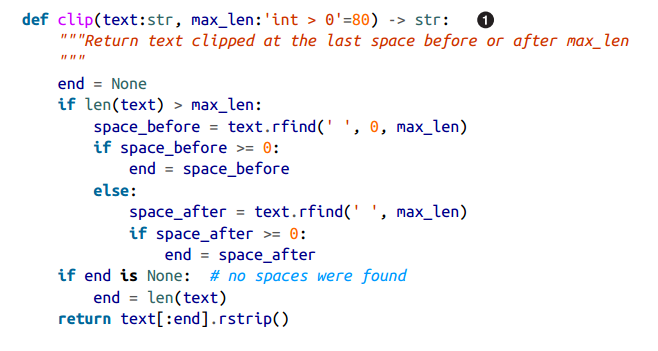 def clip(text:str, max_len:'int > 0'=80) -> str: ❶
    """Return text clipped at the last space before or after max_len
    """
    end = None
    if len(text) > max_len:
        space_before = text.rfind(' ', 0, max_len)
        if space_before >= 0:
            end = space_before
        else:
            space_after = text.rfind(' ', max_len)
            if space_after >= 0:
                end = space_after
    if end is None:  # no spaces were found
        end = len(text)
    return text[:end].rstrip()